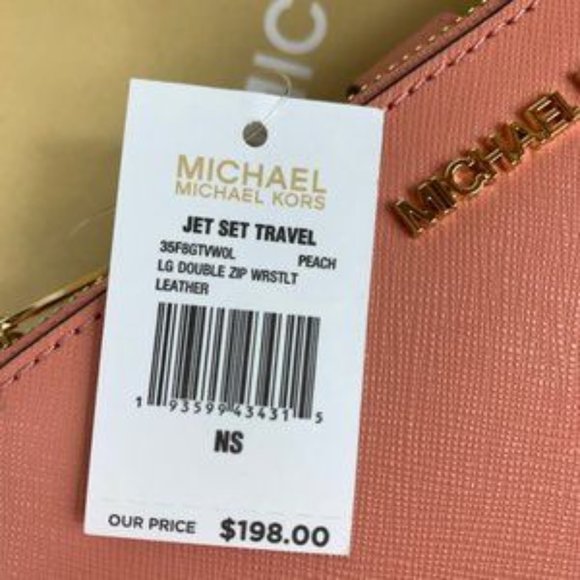 MIC
MICHAEL
MICHAEL
MICHAEL KORS
JET SET TRAVEL
35F8GTVW0L PEACH
LG DOUBLE ZIP WRSTLT
LEATHER
1 93599 43431 5
NS
OUR PRICE $198.00